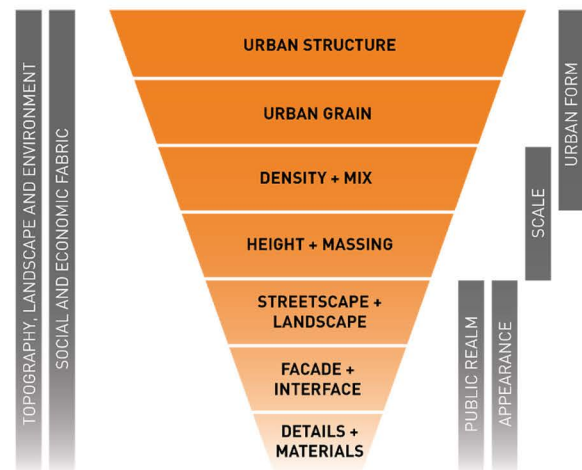 TOPOGRAPHY, LANDSCAPE AND ENVIRONMENT
SOCIAL AND ECONOMIC FABRIC
URBAN STRUCTURE
URBAN GRAIN
DENSITY + MIX
HEIGHT + MASSING
STREETSCAPE +
LANDSCAPE
FACADE +
INTERFACE
DETAILS +
MATERIALS
PUBLIC REALM
APPEARANCE
SCALE
URBAN FORM